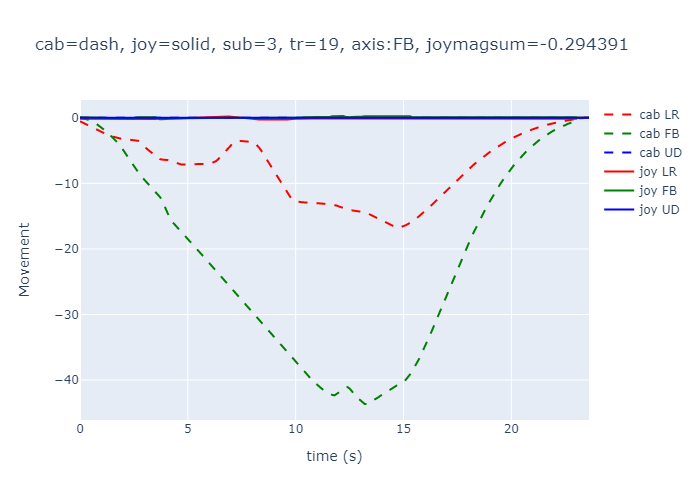 cab=dash, joy=solid, sub=3, tr=19, axis:FB, joymagsum=-0.294391
cab LR
cab FB
cab UD
joy LR
joy FB
joy UD
Movement
0
−10
−20
−30
−40
0
5
10
15
20
time (s)